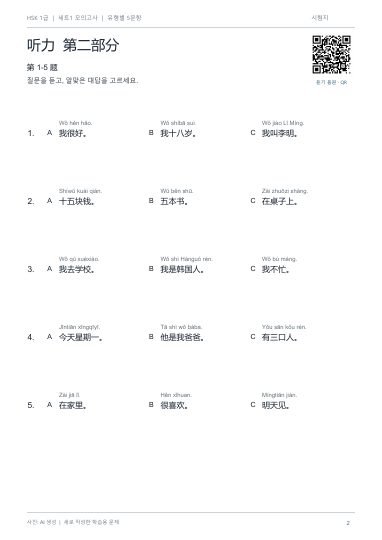 HSK 1급 | 세트1 모의고사 | 유형별 5문항 시험지
听力 第二部分
第 1-5 题
질문을 듣고, 알맞은 대답을 고르세요.
듣기 음원 · QR
Wǒ hěn hǎo. Wǒ shíbā suì. Wǒ jiào Lǐ Míng.
1. A 我很好。 B 我十八岁。 C 我叫李明。
Shíwǔ kuài qián. Wǔ běn shū. Zài zhuōzi shàng.
2. A 十五块钱。 B 五本书。 C 在桌子上。
Wǒ qù xuéxiào. Wǒ shì Hánguó rén. Wǒ bù máng.
3. A 我去学校。 B 我是韩国人。 C 我不忙。
Jīntiān xīngqīyī. Tā shì wǒ bàba. Yǒu sān kǒu rén.
4. A 今天星期一。 B 他是我爸爸。 C 有三口人。
Zài jiā lǐ. Hěn xǐhuan. Míngtiān jiàn.
5. A 在家里。 B 很喜欢。 C 明天见。
사진: AI 생성 | 새로 작성한 학습용 문제 2